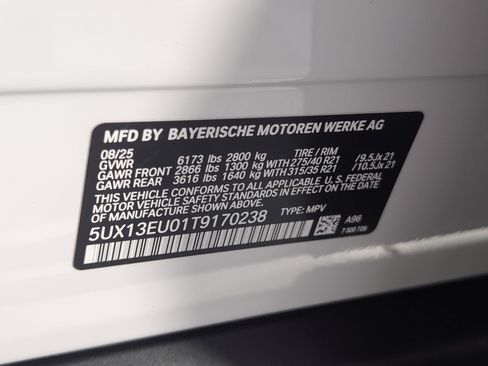 MFD BY BAYERISCHE MOTOREN WERKE AG
08/25 TIRE / RIM
GVWR 6173 lbs 2800 kg
GAWR FRONT 2866 lbs 1300 kg WITH 275/40 R21 /9.5Jx21
GAWR REAR 3616 lbs 1640 kg WITH 315/35 R21 /10.5Jx21
THIS VEHICLE CONFORMS TO ALL APPLICABLE U.S. FEDERAL
MOTOR VEHICLE SAFETY STANDARDS IN EFFECT ON
THE DATE OF MANUFACTURE SHOWN ABOVE.
5UX13EU01T9170238 TYPE: MPV
A96
7 320 726